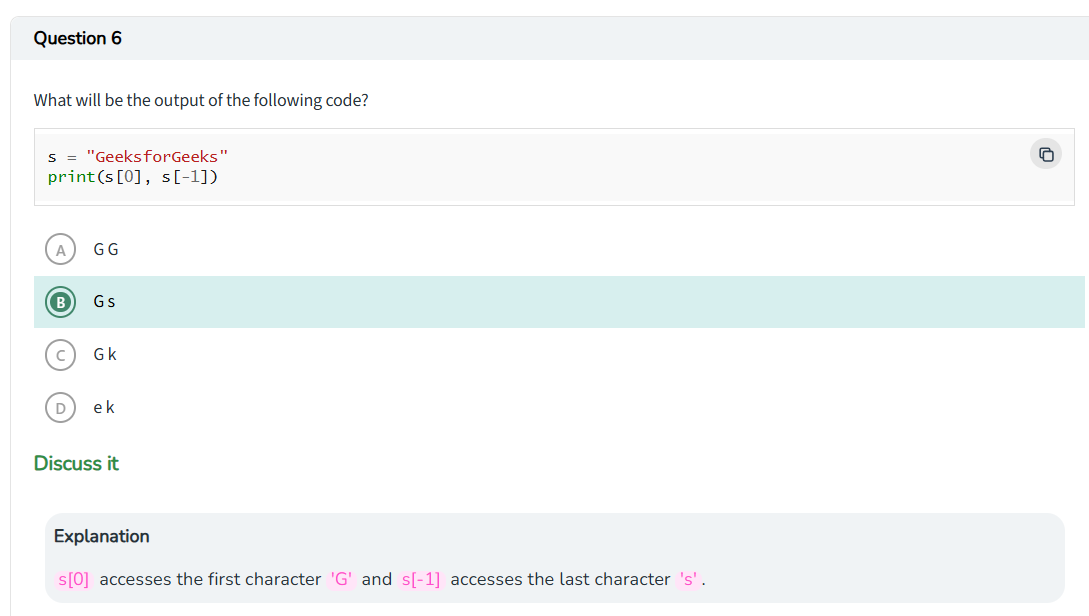 Question 6
What will be the output of the following code?
s = "GeeksforGeeks"
print(s[0], s[-1])
A G G
B G s
C G k
D e k
Discuss it
Explanation
s[0] accesses the first character 'G' and s[-1] accesses the last character 's'.